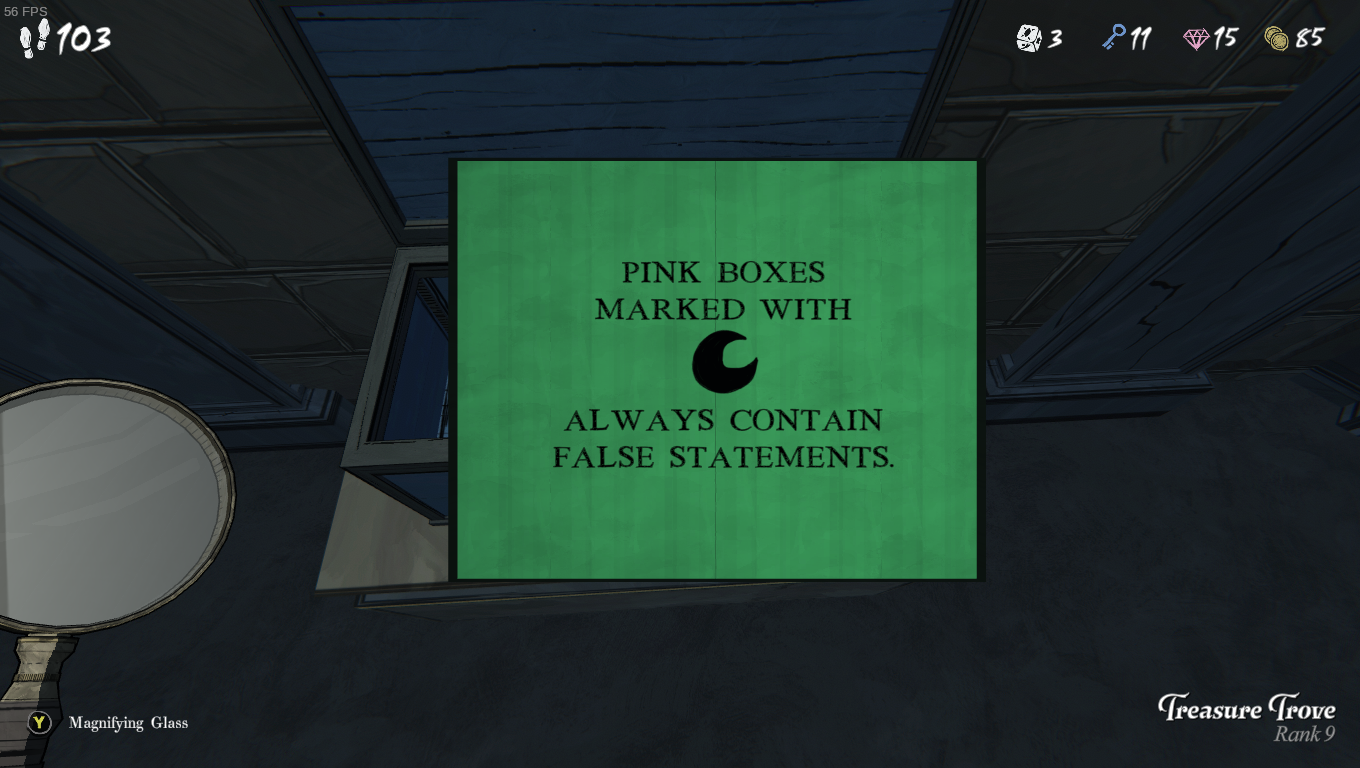 56 FPS
103
3
11
15
85
PINK BOXES
MARKED WITH
ALWAYS CONTAIN
FALSE STATEMENTS.
Y Magnifying Glass
Treasure Trove
Rank 9